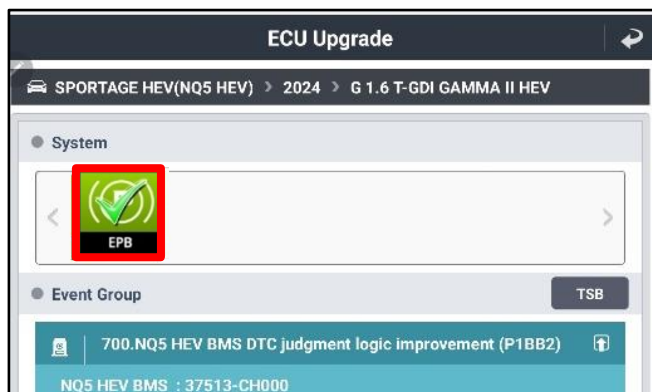 ECU Upgrade
SPORTAGE HEV(NQ5 HEV) > 2024 > G 1.6 T-GDI GAMMA II HEV
System
EPB
Event Group
TSB
700.NQ5 HEV BMS DTC judgment logic improvement (P1BB2)
NQ5 HEV BMS : 37513-CH000